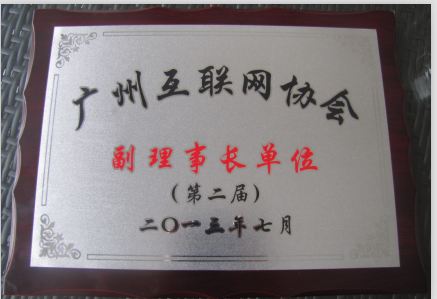 广州互联网协会
副理事长单位
（第二届）
二〇一三年七月